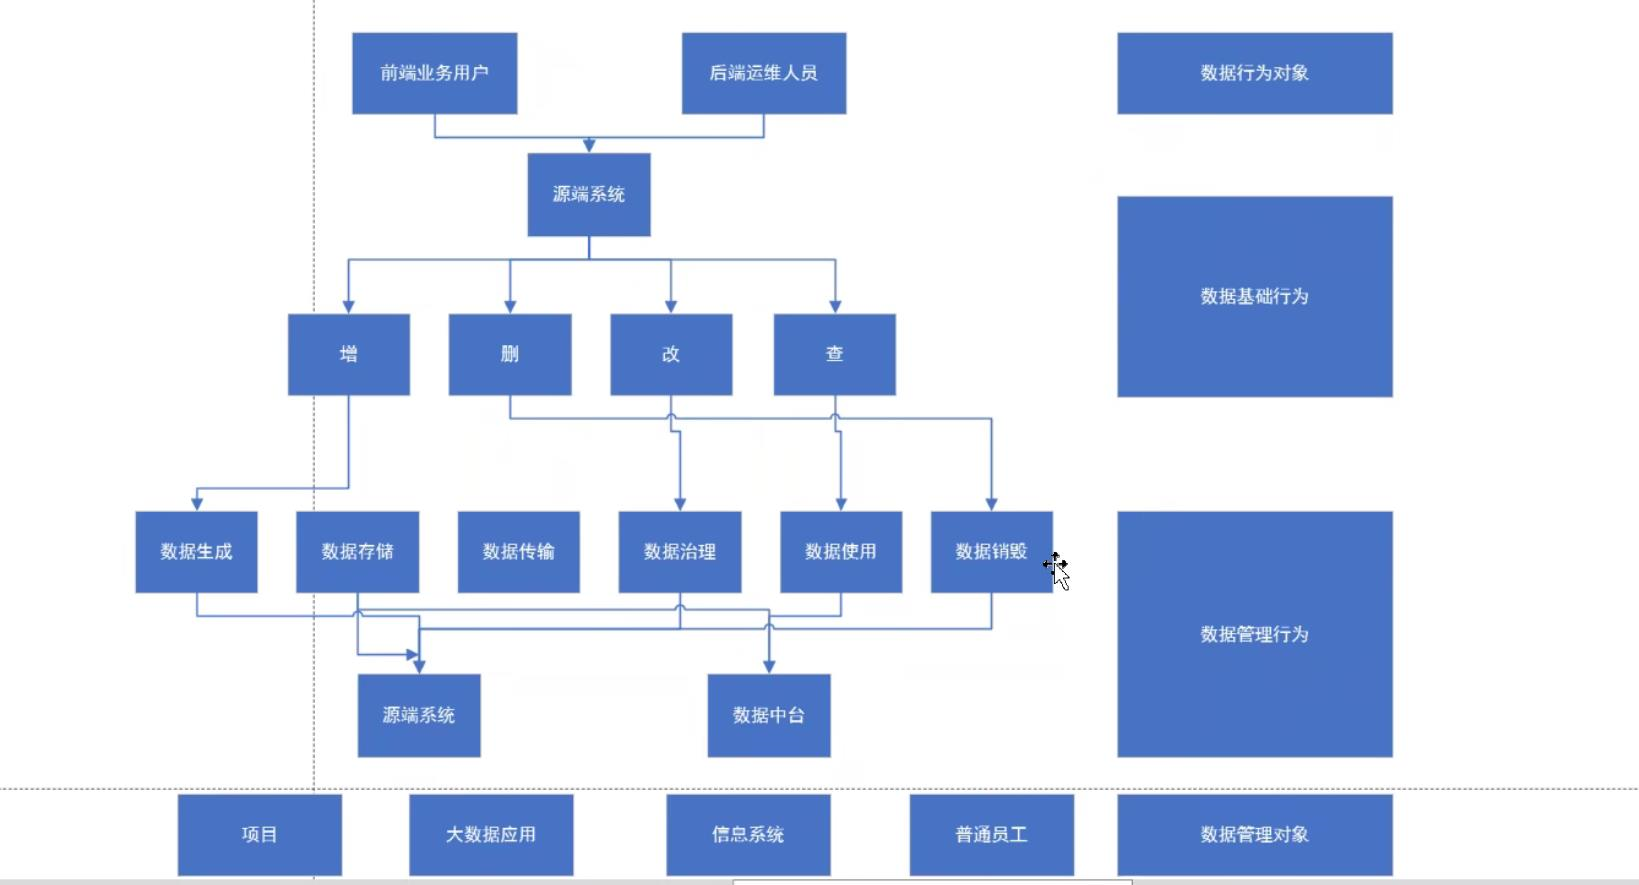 前端业务用户
后端运维人员
数据行为对象
源端系统
数据基础行为
增
删
改
查
数据生成
数据存储
数据传输
数据治理
数据使用
数据销毁
数据管理行为
源端系统
数据中台
项目
大数据应用
信息系统
普通员工
数据管理对象